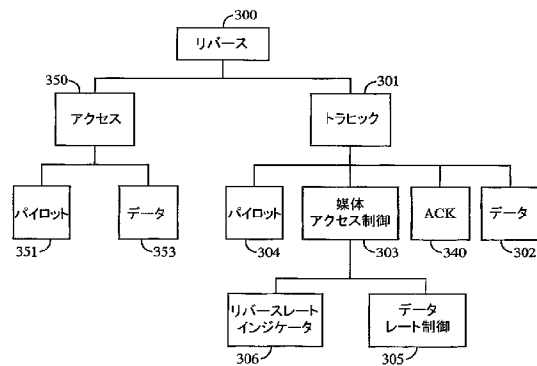 300
リバース
350
アクセス
301
トラヒック
パイロット
351
データ
353
パイロット
304
媒体
アクセス制御
303
ACK
340
データ
302
リバースレート
インジケータ
306
データ
レート制御
305